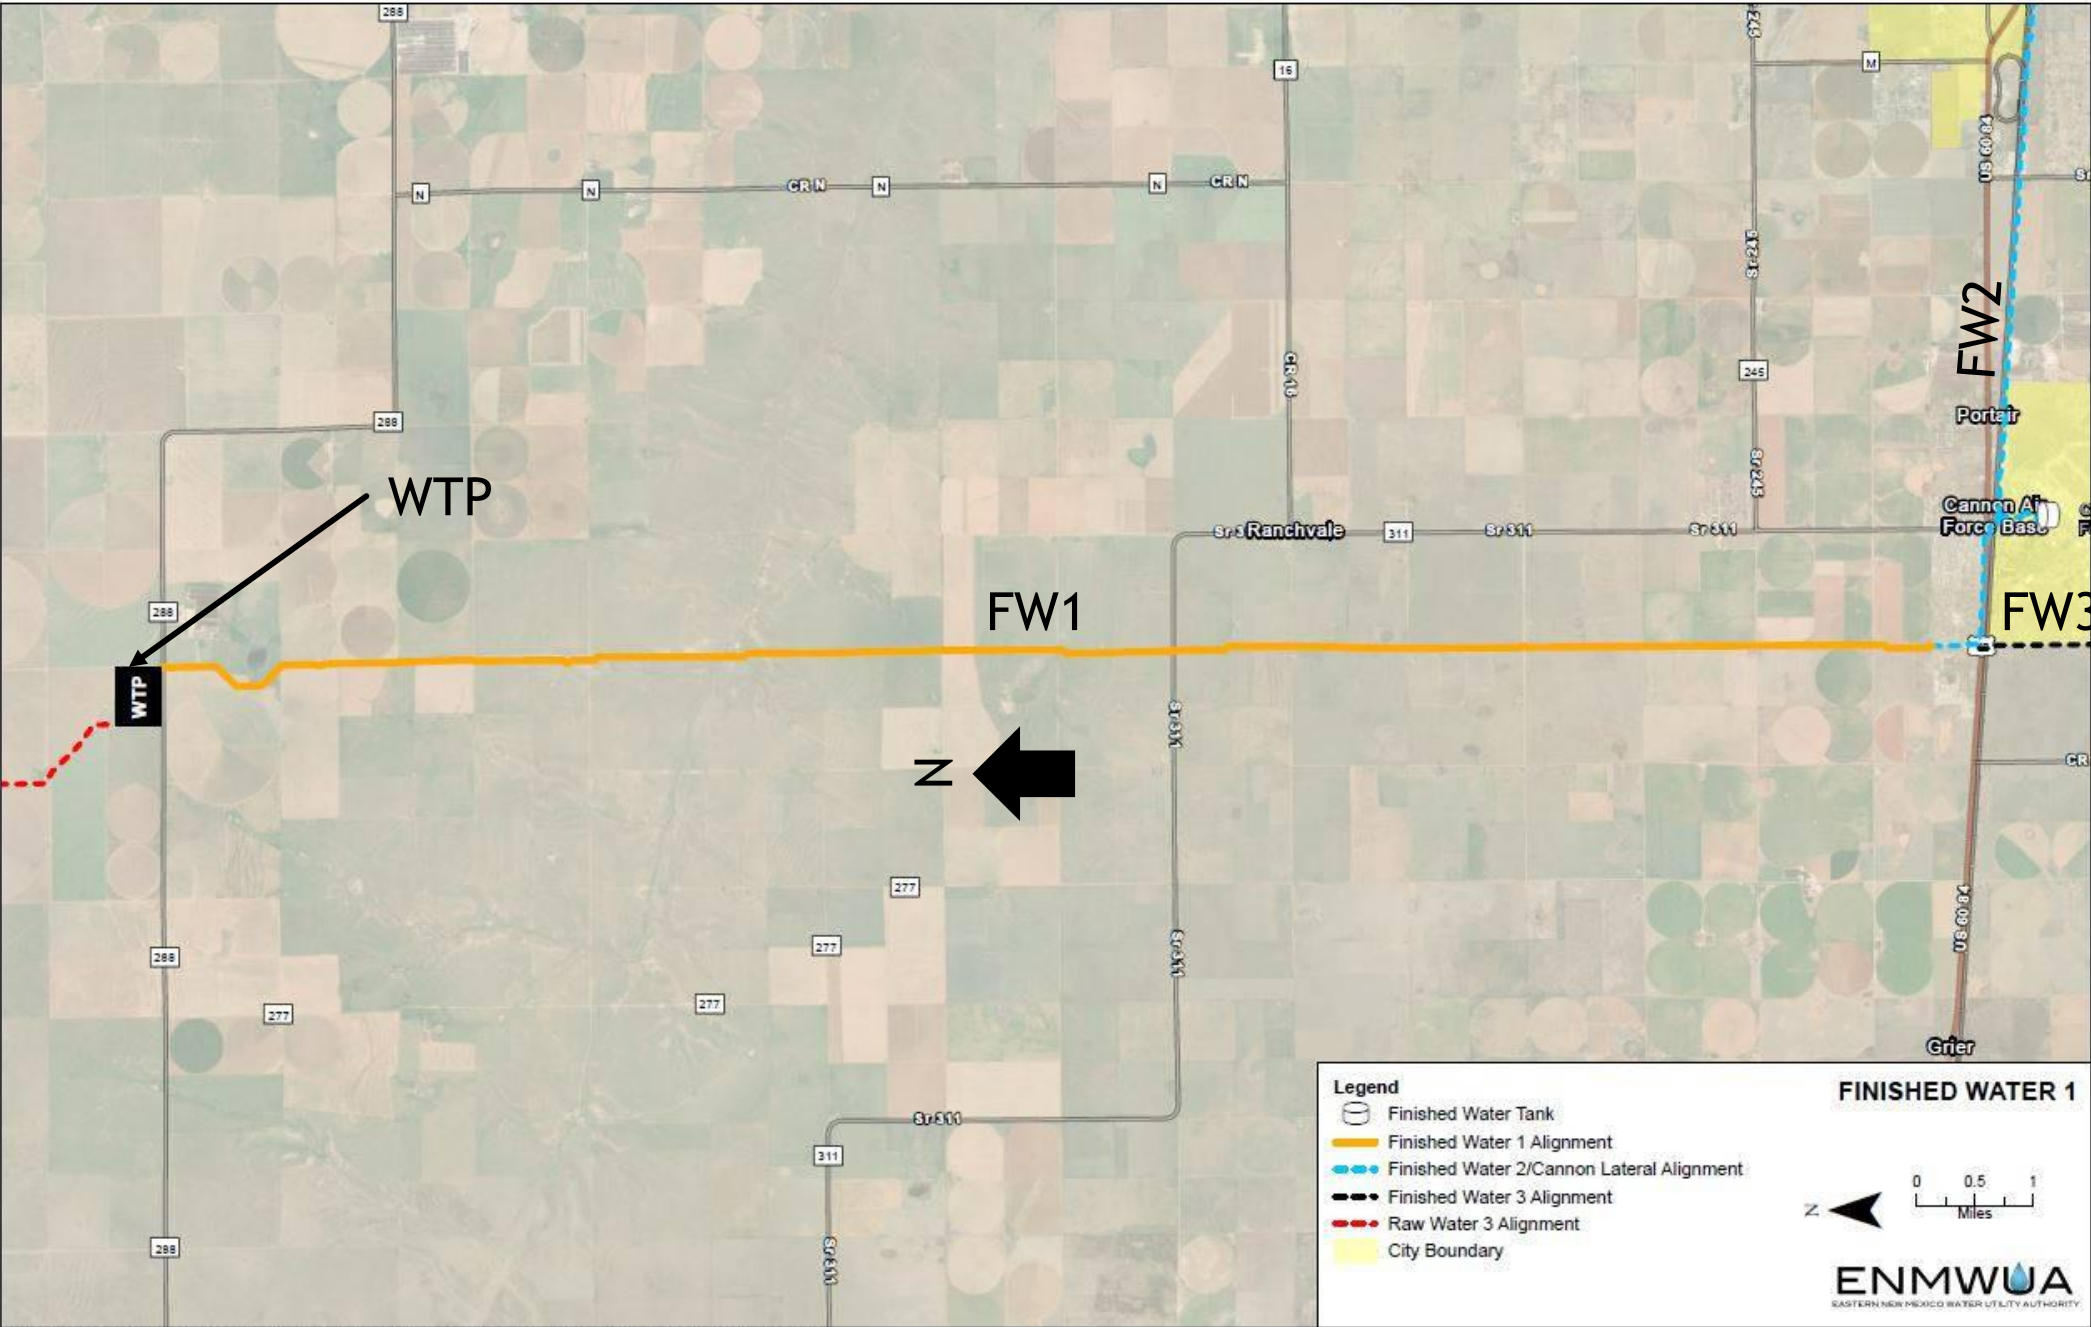 288
16
Sr 245
M
US 60 84
N
N
CR N
N
N
CR N
Sr 245
FW2
CR 16
245
288
Portair
WTP
Sr 245
Cannon Air
Force Base
Ranchvale
311
Sr 311
Sr 311
288
FW1
FW3
WTP
Sr 311
N
CR
277
277
288
277
277
Sr 311
US 60 84
Grier
Sr 311
311
288
Sr 311
Legend
Finished Water Tank
Finished Water 1 Alignment
Finished Water 2/Cannon Lateral Alignment
Finished Water 3 Alignment
Raw Water 3 Alignment
City Boundary
FINISHED WATER 1
N
0 0.5 1
Miles
ENMWUA
EASTERN NEW MEXICO WATER UTILITY AUTHORITY